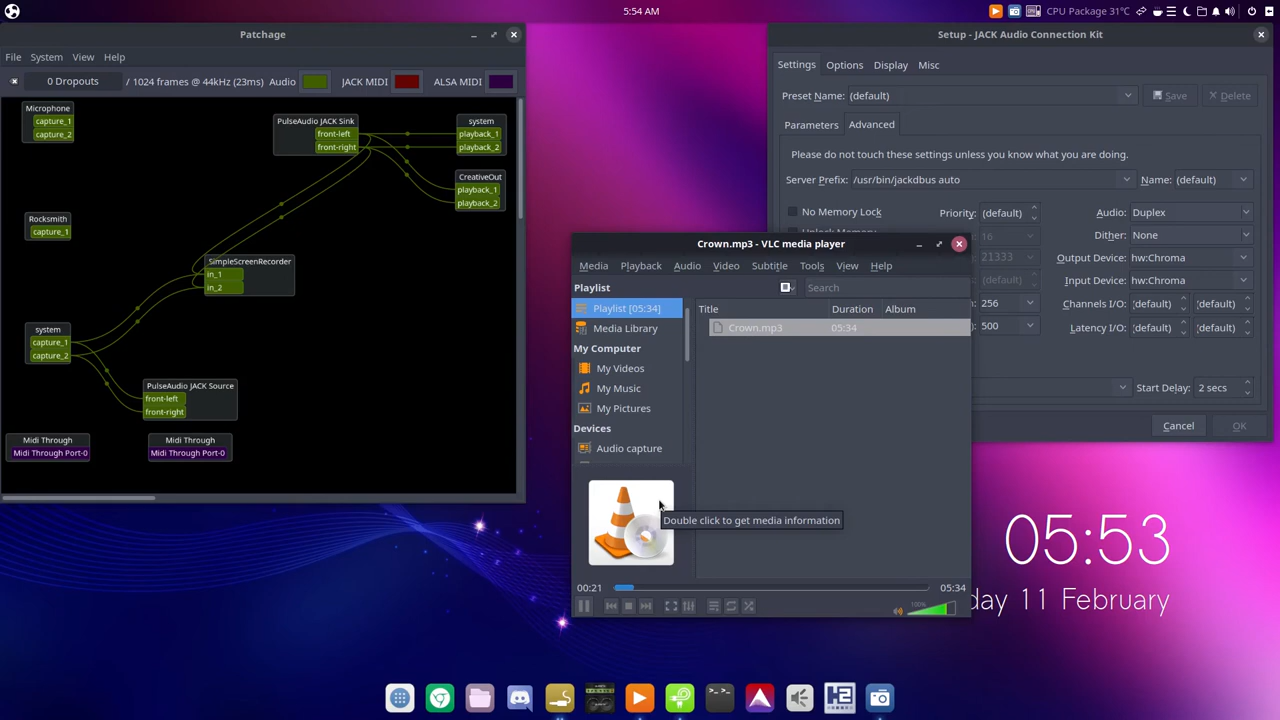 5:54 AM
CPU Package 31°C
Patchage
File System View Help
0 Dropouts / 1024 frames @ 44kHz (23ms) Audio JACK MIDI ALSA MIDI
Microphone
capture_1
capture_2
PulseAudio JACK Sink
front-left
front-right
system
playback_1
playback_2
CreativeOut
playback_1
playback_2
Rocksmith
capture_1
SimpleScreenRecorder
in_1
in_2
system
capture_1
capture_2
PulseAudio JACK Source
front-left
front-right
Midi Through
Midi Through Port-0
Midi Through
Midi Through Port-0
Setup - JACK Audio Connection Kit
Settings Options Display Misc
Preset Name: (default) Save Delete
Parameters Advanced
Please do not touch these settings unless you know what you are doing.
Server Prefix: /usr/bin/jackdbus auto Name: (default)
No Memory Lock Priority: (default) Audio: Duplex
16 Dither: None
21333 Output Device: hw:Chroma
(default) Input Device: hw:Chroma
256 Channels I/O: (default) (default)
500 Latency I/O: (default) (default)
Start Delay: 2 secs
Cancel OK
Crown.mp3 - VLC media player
Media Playback Audio Video Subtitle Tools View Help
Playlist Search
Playlist [05:34]
Media Library
My Computer
My Videos
My Music
My Pictures
Devices
Audio capture
Title Duration Album
Crown.mp3 05:34
Double click to get media information
00:21 05:34
100%
05:53
day 11 February